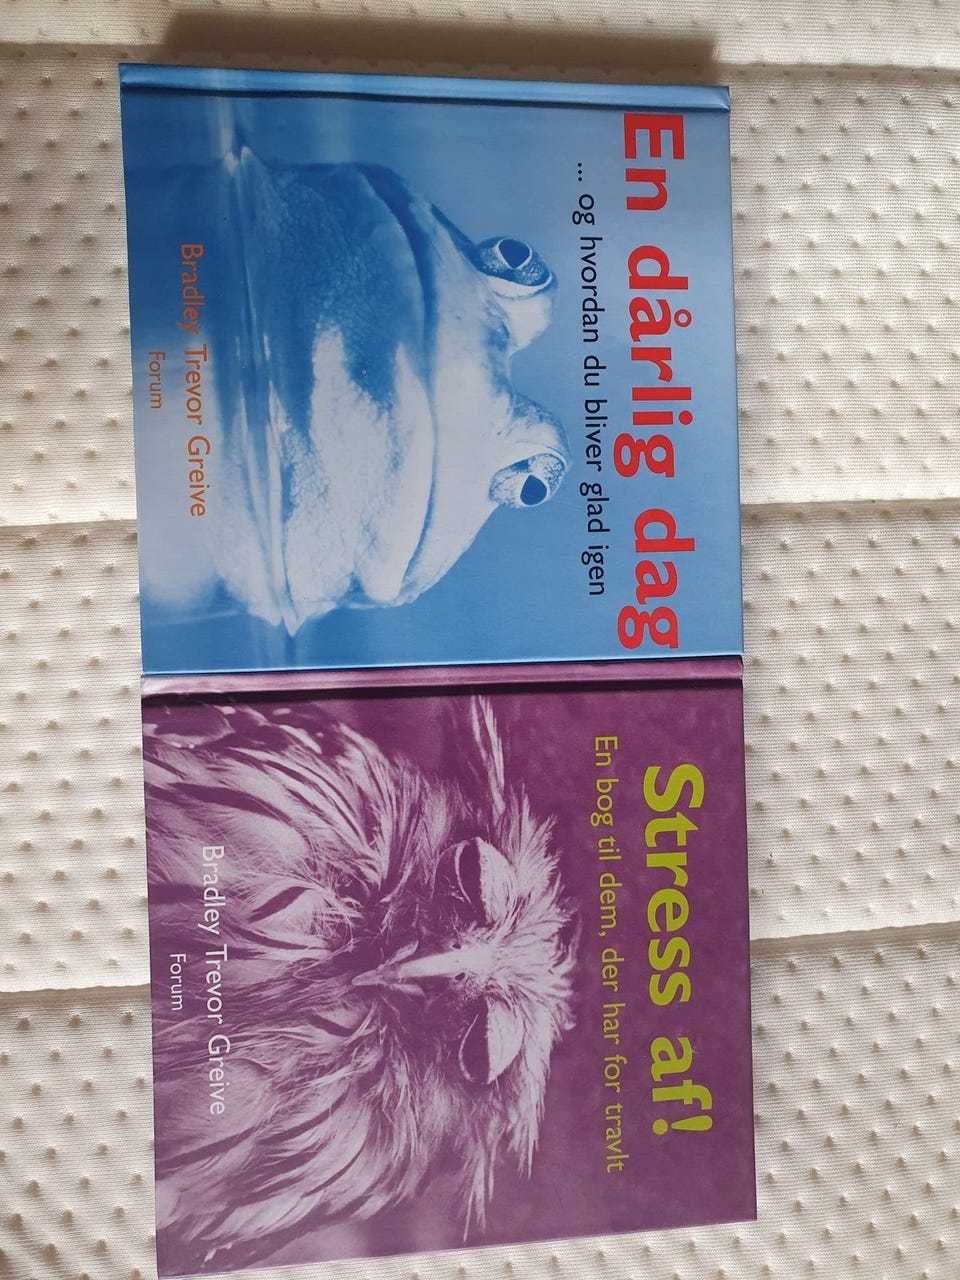 En dårlig dag
... og hvordan du bliver glad igen
Bradley Trevor Greive
Forum
Stress af!
En bog til dem, der har for travlt
Bradley Trevor Greive
Forum